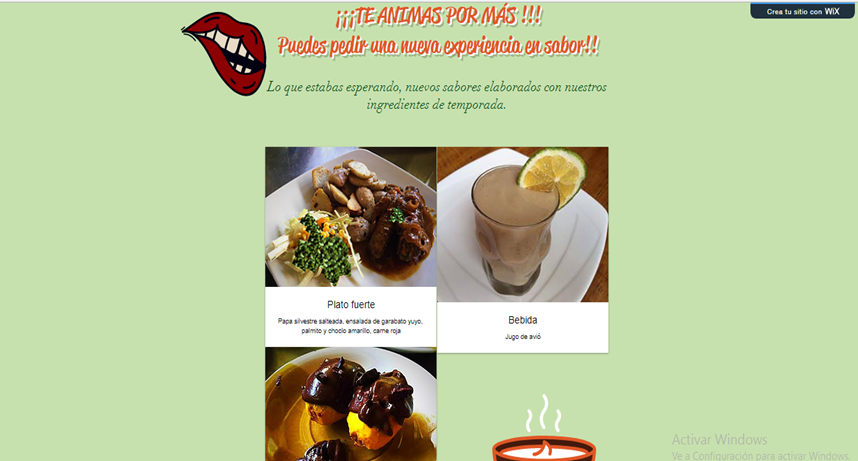 Crea tu sitio con WiX
¡¡¡TE ANIMAS POR MÁS !!!
Puedes pedir una nueva experiencia en sabor!!
Lo que estabas esperando, nuevos sabores elaborados con nuestros
ingredientes de temporada.
Plato fuerte
Papa silvestre salteada, ensalada de garabato yuyo,
palmito y choclo amarillo, carne roja
Bebida
Jugo de avió
Activar Windows
Ve a Configuración para activar Windows.